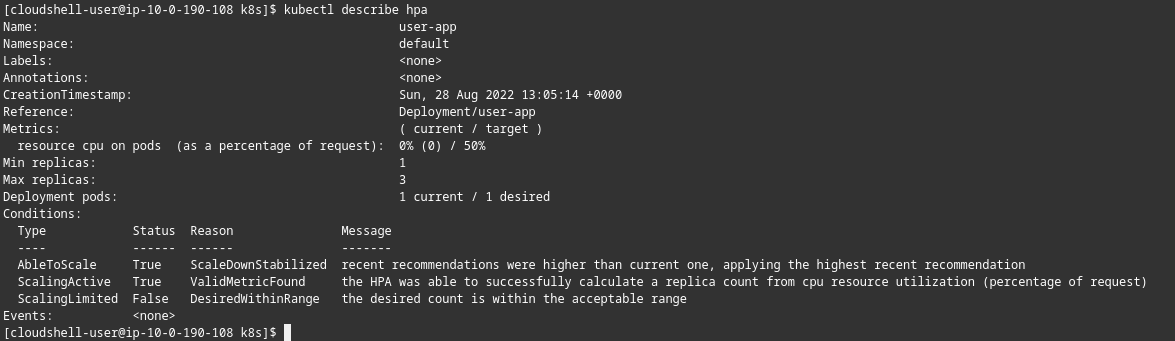 [cloudshell-user@ip-10-0-190-108 k8s]$ kubectl describe hpa
Name:                                                  user-app
Namespace:                                             default
Labels:                                                <none>
Annotations:                                           <none>
CreationTimestamp:                                     Sun, 28 Aug 2022 13:05:14 +0000
Reference:                                             Deployment/user-app
Metrics:                                               ( current / target )
  resource cpu on pods  (as a percentage of request):  0% (0) / 50%
Min replicas:                                          1
Max replicas:                                          3
Deployment pods:                                       1 current / 1 desired
Conditions:
  Type            Status  Reason               Message
  ----            ------  ------               -------
  AbleToScale     True    ScaleDownStabilized  recent recommendations were higher than current one, applying the highest recent recommendation
  ScalingActive   True    ValidMetricFound     the HPA was able to successfully calculate a replica count from cpu resource utilization (percentage of request)
  ScalingLimited  False   DesiredWithinRange   the desired count is within the acceptable range
Events:           <none>
[cloudshell-user@ip-10-0-190-108 k8s]$